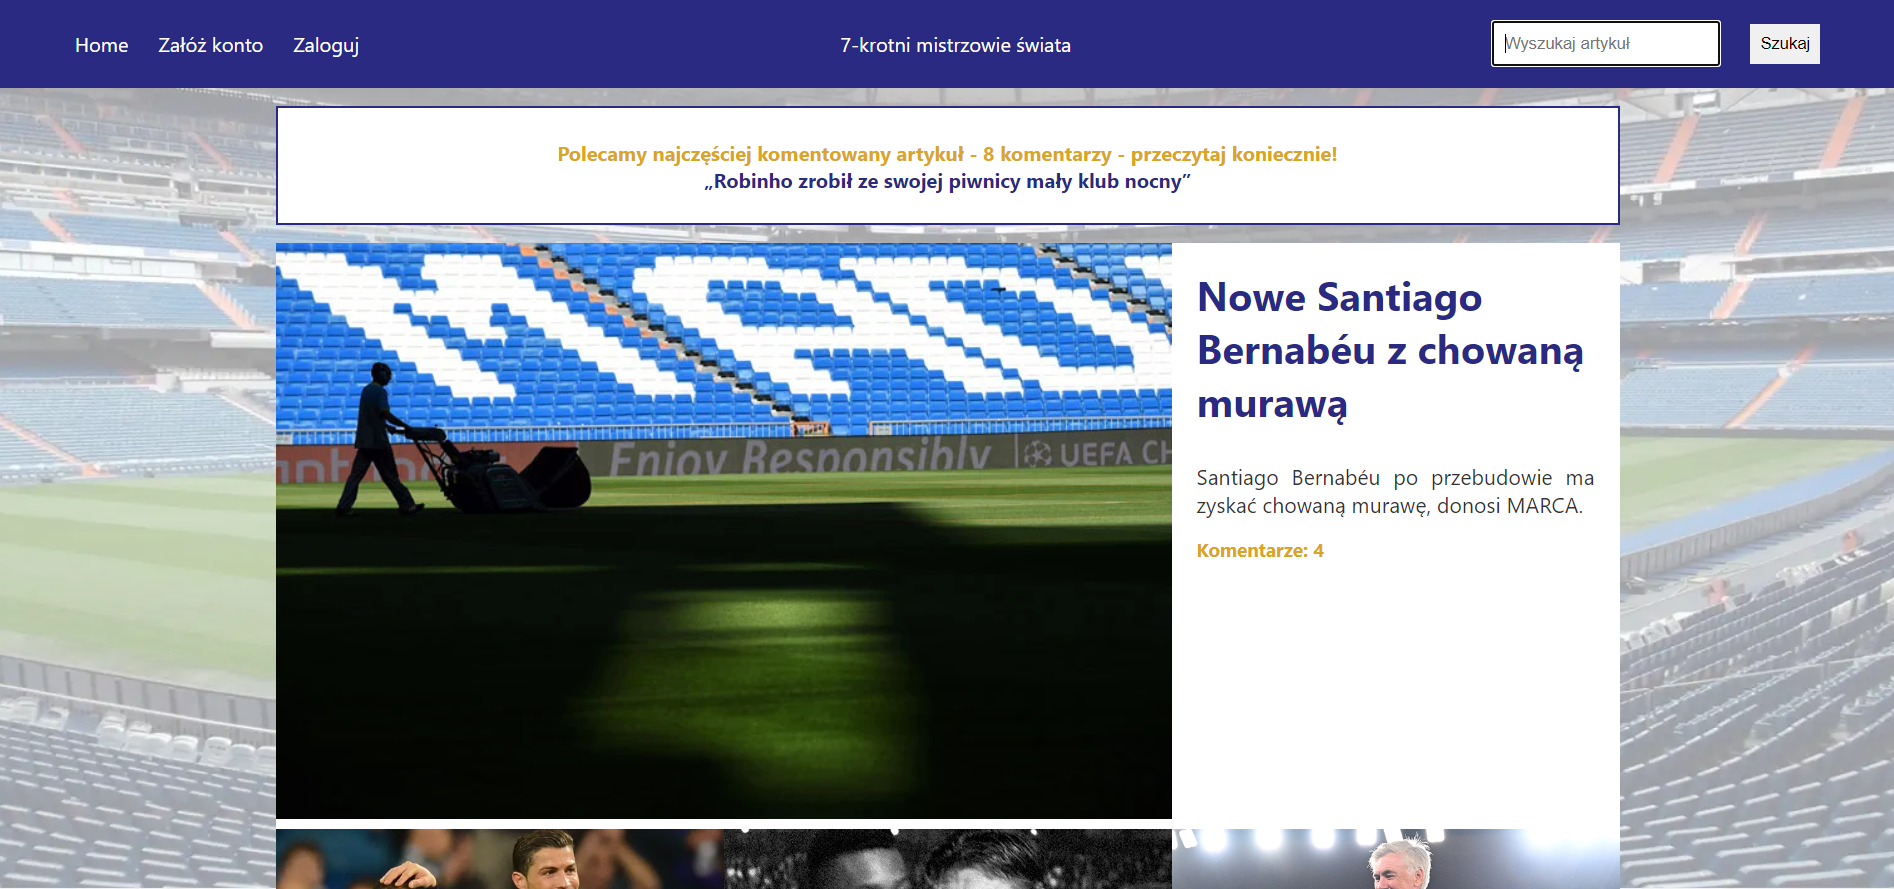 Home Załóż konto Zaloguj 7-krotni mistrzowie świata Wyszukaj artykuł Szukaj
Polecamy najczęściej komentowany artykuł - 8 komentarzy - przeczytaj koniecznie!
„Robinho zrobił ze swojej piwnicy mały klub nocny”
Nowe Santiago
Bernabéu z chowaną
murawą
Enjoy Responsibly UEFA CH
Santiago Bernabéu po przebudowie ma
zyskać chowaną murawę, donosi MARCA.
Komentarze: 4